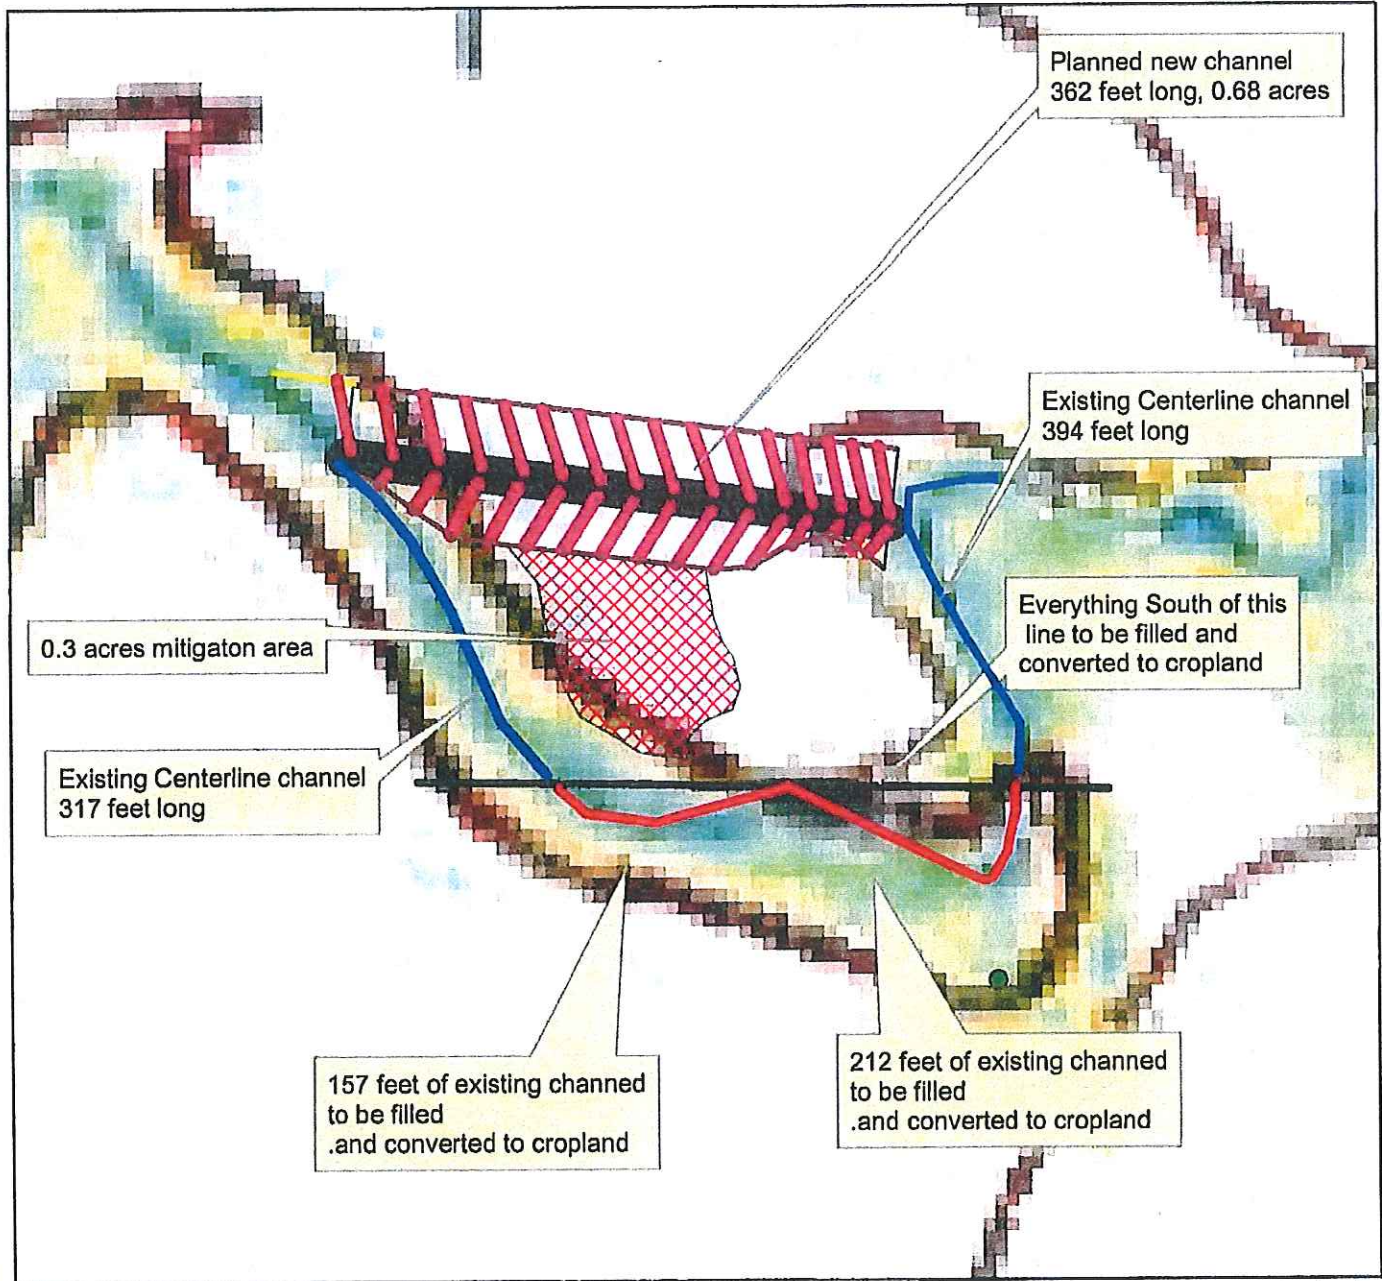 Planned new channel
362 feet long, 0.68 acres
Existing Centerline channel
394 feet long
Everything South of this
line to be filled and
converted to cropland
0.3 acres mitigaton area
Existing Centerline channel
317 feet long
157 feet of existing channed
to be filled
.and converted to cropland
212 feet of existing channed
to be filled
.and converted to cropland